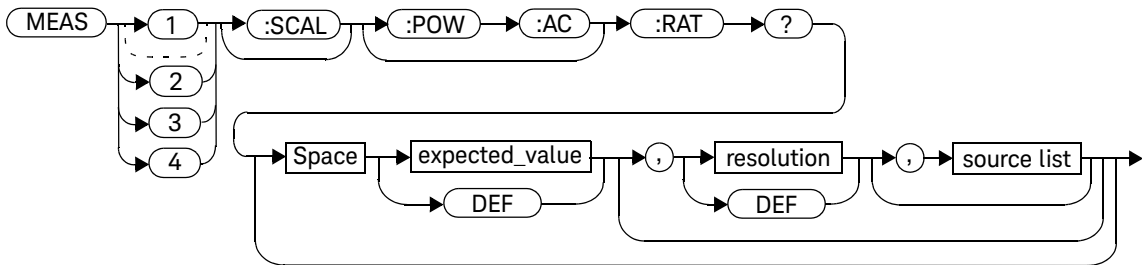 MEAS 1 :SCAL :POW :AC :RAT ?
2
3
4
Space expected_value , resolution , source list
DEF DEF